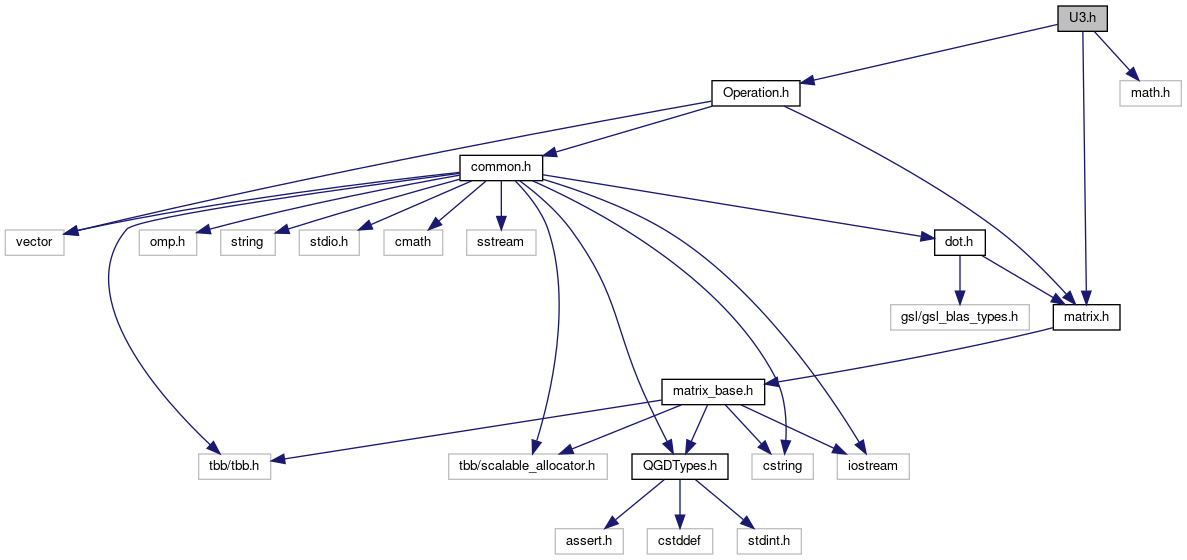 U3.h
Operation.h
math.h
common.h
vector
omp.h
string
stdio.h
cmath
sstream
dot.h
gsl/gsl_blas_types.h
matrix.h
matrix_base.h
tbb/tbb.h
tbb/scalable_allocator.h
QGDTypes.h
cstring
iostream
assert.h
cstddef
stdint.h